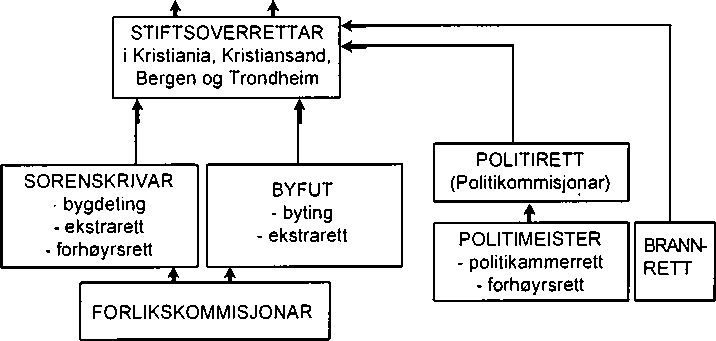 STIFTSOVERRETTAR
i Kristiania, Kristiansand,
Bergen og Trondheim
SORENSKRIVAR
- bygdeting
- ekstrarett
- forhøyrsrett
BYFUT
- byting
- ekstrarett
POLITIRETT
(Politikommisjonar)
POLITIMEISTER
- politikammerrett
- forhøyrsrett
BRANN-
RETT
FORLIKSKOMMISJONAR